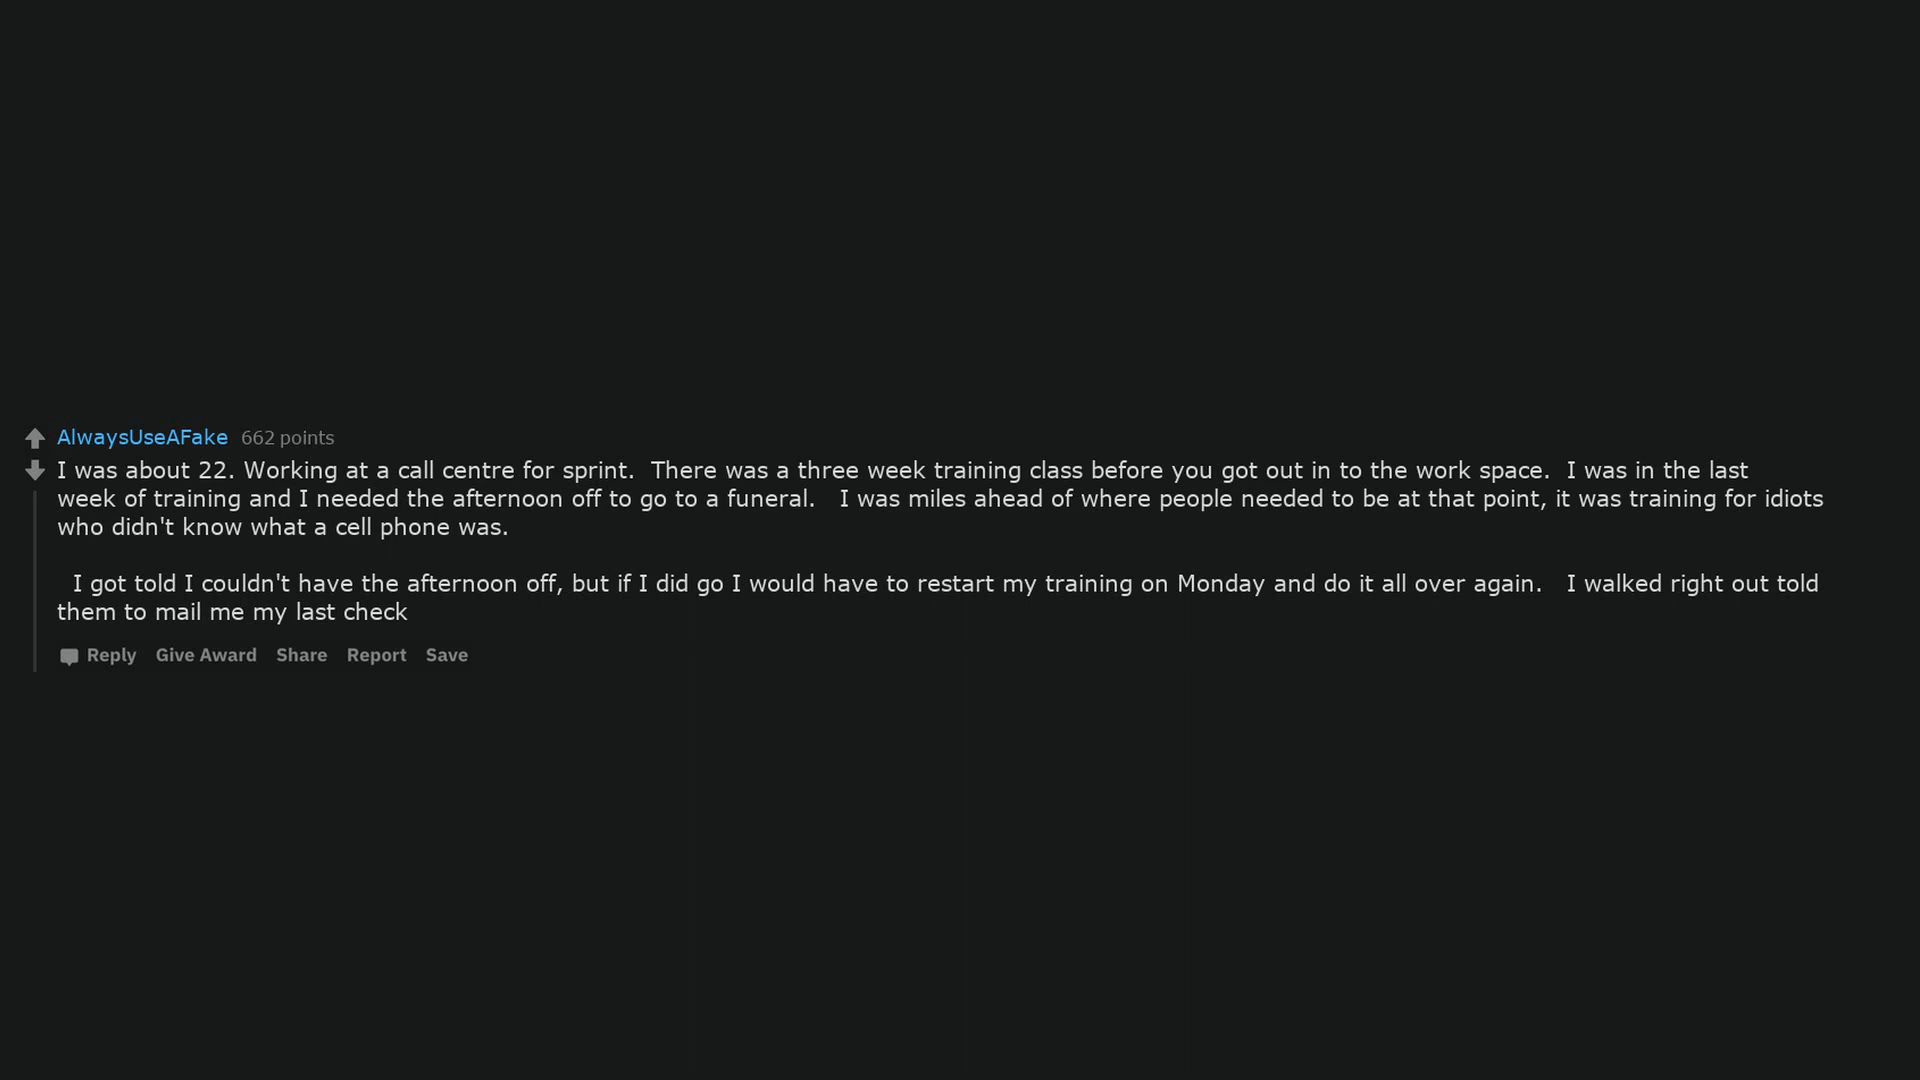 AlwaysUseAFake 662 points
I was about 22. Working at a call centre for sprint.  There was a three week training class before you got out in to the work space.  I was in the last
week of training and I needed the afternoon off to go to a funeral.   I was miles ahead of where people needed to be at that point, it was training for idiots
who didn't know what a cell phone was.
I got told I couldn't have the afternoon off, but if I did go I would have to restart my training on Monday and do it all over again.   I walked right out told
them to mail me my last check
Reply Give Award Share Report Save